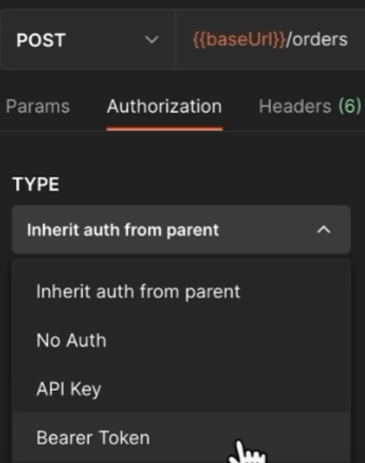 POST {{baseUrl}}/orders
Params Authorization Headers (6)
TYPE
Inherit auth from parent
Inherit auth from parent
No Auth
API Key
Bearer Token